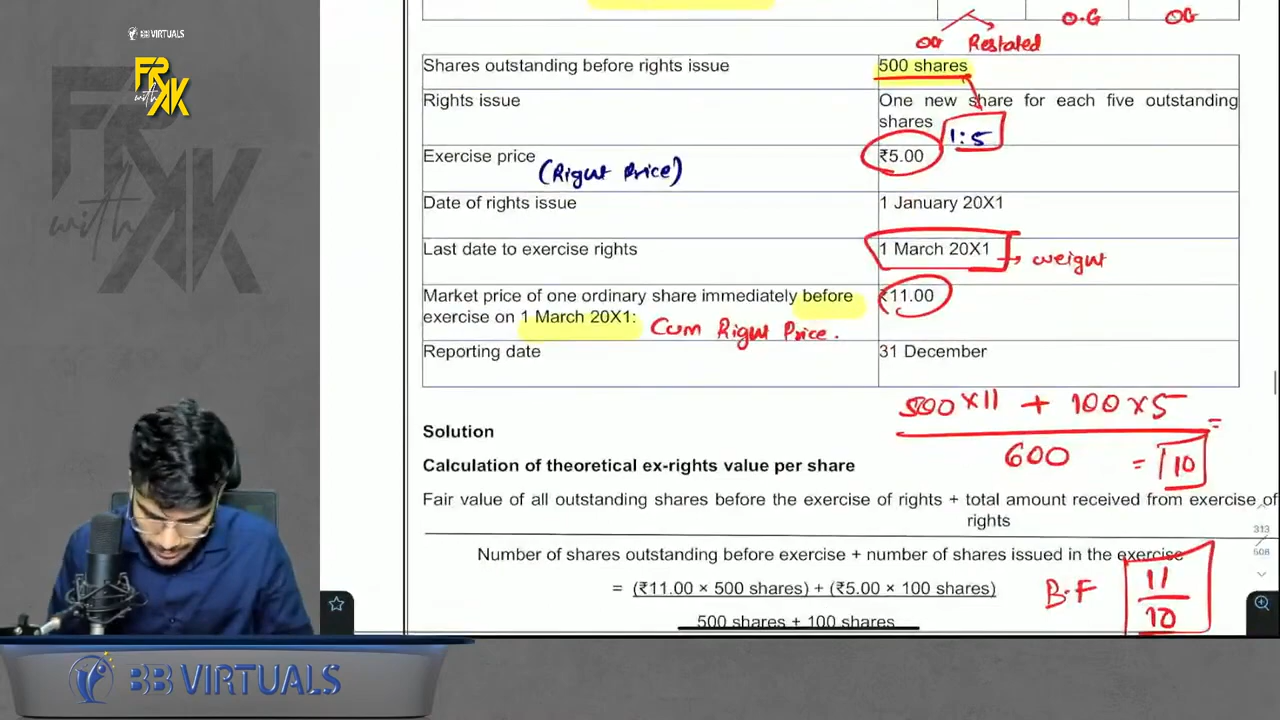 BB VIRTUALS
FR
with
AK
FR
with
AK
O.G
OG
OG Restated
Shares outstanding before rights issue
500 shares
Rights issue
One new share for each five outstanding
shares
1:5
Exercise price
(Right Price)
₹5.00
Date of rights issue
1 January 20X1
Last date to exercise rights
1 March 20X1
→ weight
Market price of one ordinary share immediately before
exercise on 1 March 20X1:
Cum Right Price.
₹11.00
Reporting date
31 December
500 × 11 + 100 × 5
=
600
= 10
Solution
Calculation of theoretical ex-rights value per share
Fair value of all outstanding shares before the exercise of rights + total amount received from exercise of
rights
Number of shares outstanding before exercise + number of shares issued in the exercise
= (₹11.00 × 500 shares) + (₹5.00 × 100 shares)
500 shares + 100 shares
B.F
11
10
313
508
BB VIRTUALS